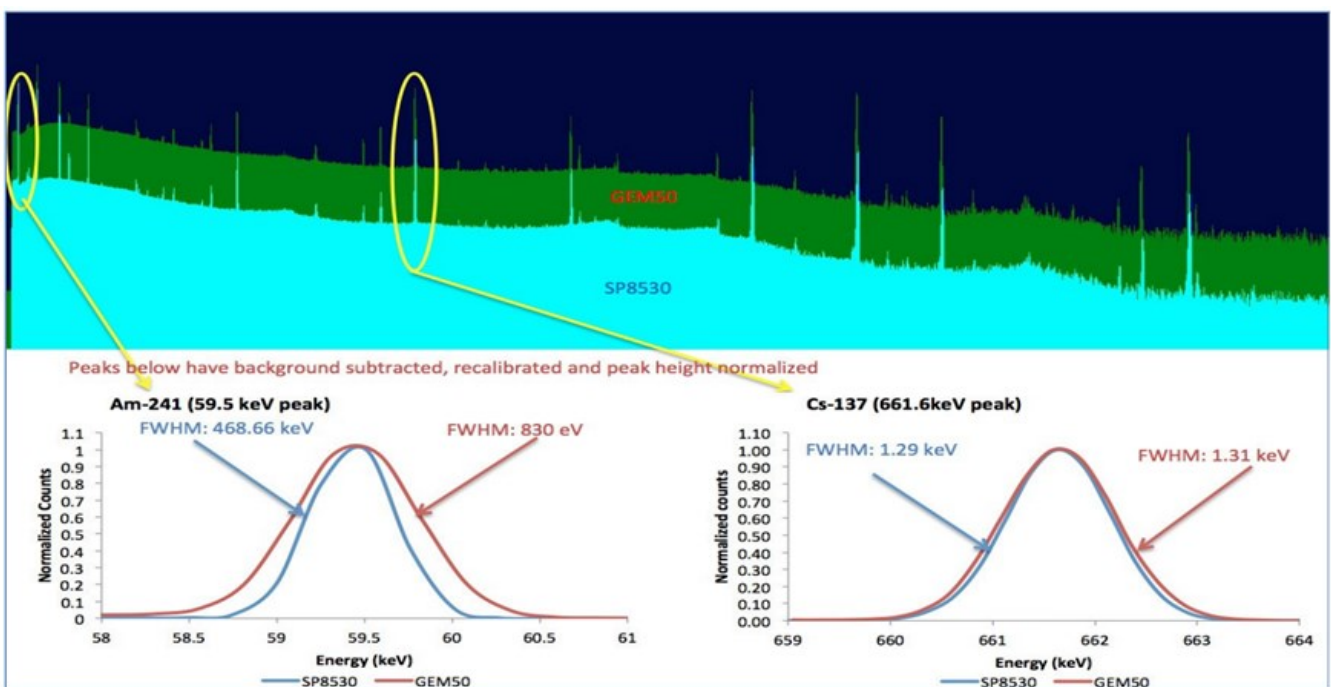 GEM50
SP8530
Peaks below have background subtracted, recalibrated and peak height normalized
Am-241 (59.5 keV peak)
FWHM: 468.66 keV
FWHM: 830 eV
Normalized Counts
1.1
1
0.9
0.8
0.7
0.6
0.5
0.4
0.3
0.2
0.1
0
58 58.5 59 59.5 60 60.5 61
Energy (keV)
SP8530 GEM50
Cs-137 (661.6keV peak)
FWHM: 1.29 keV
FWHM: 1.31 keV
Normalized counts
1.10
1.00
0.90
0.80
0.70
0.60
0.50
0.40
0.30
0.20
0.10
0.00
659 660 661 662 663 664
Energy (keV)
SP8530 GEM50